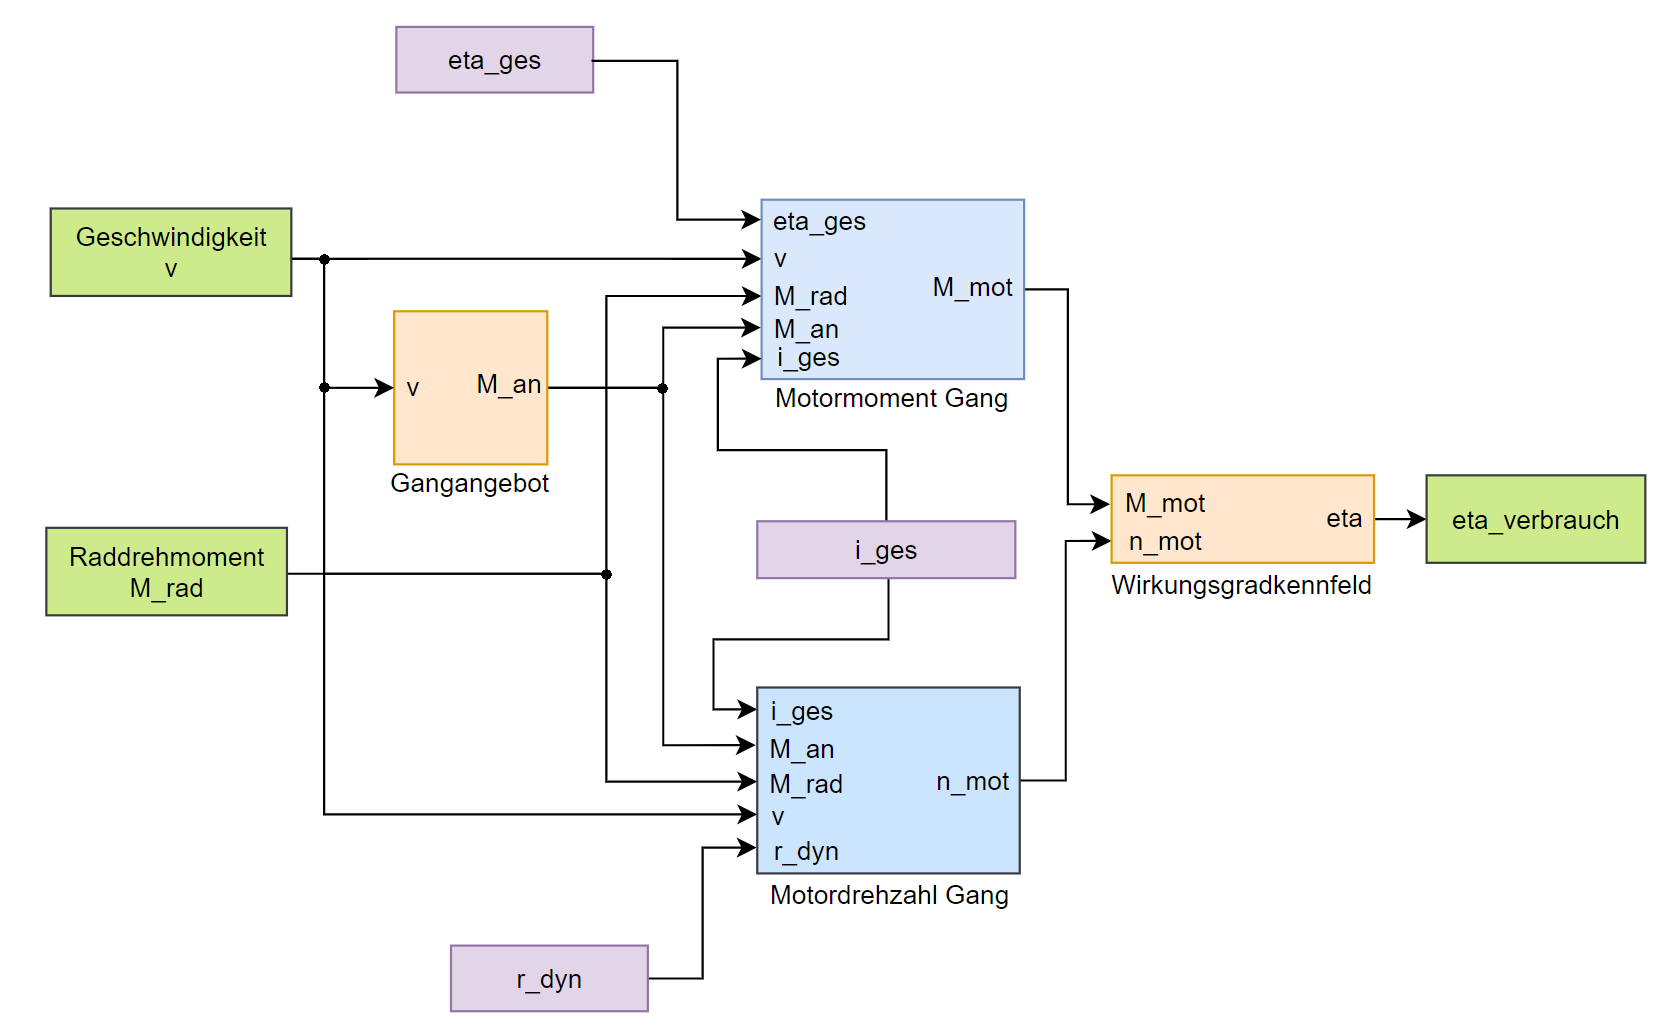 eta_ges
Geschwindigkeit
v
eta_ges
v
M_rad
M_an
i_ges
M_mot
Motormoment Gang
v
M_an
Gangangebot
Raddrehmoment
M_rad
i_ges
M_mot
n_mot
eta
Wirkungsgradkennfeld
eta_verbrauch
i_ges
M_an
M_rad
v
r_dyn
n_mot
Motordrehzahl Gang
r_dyn